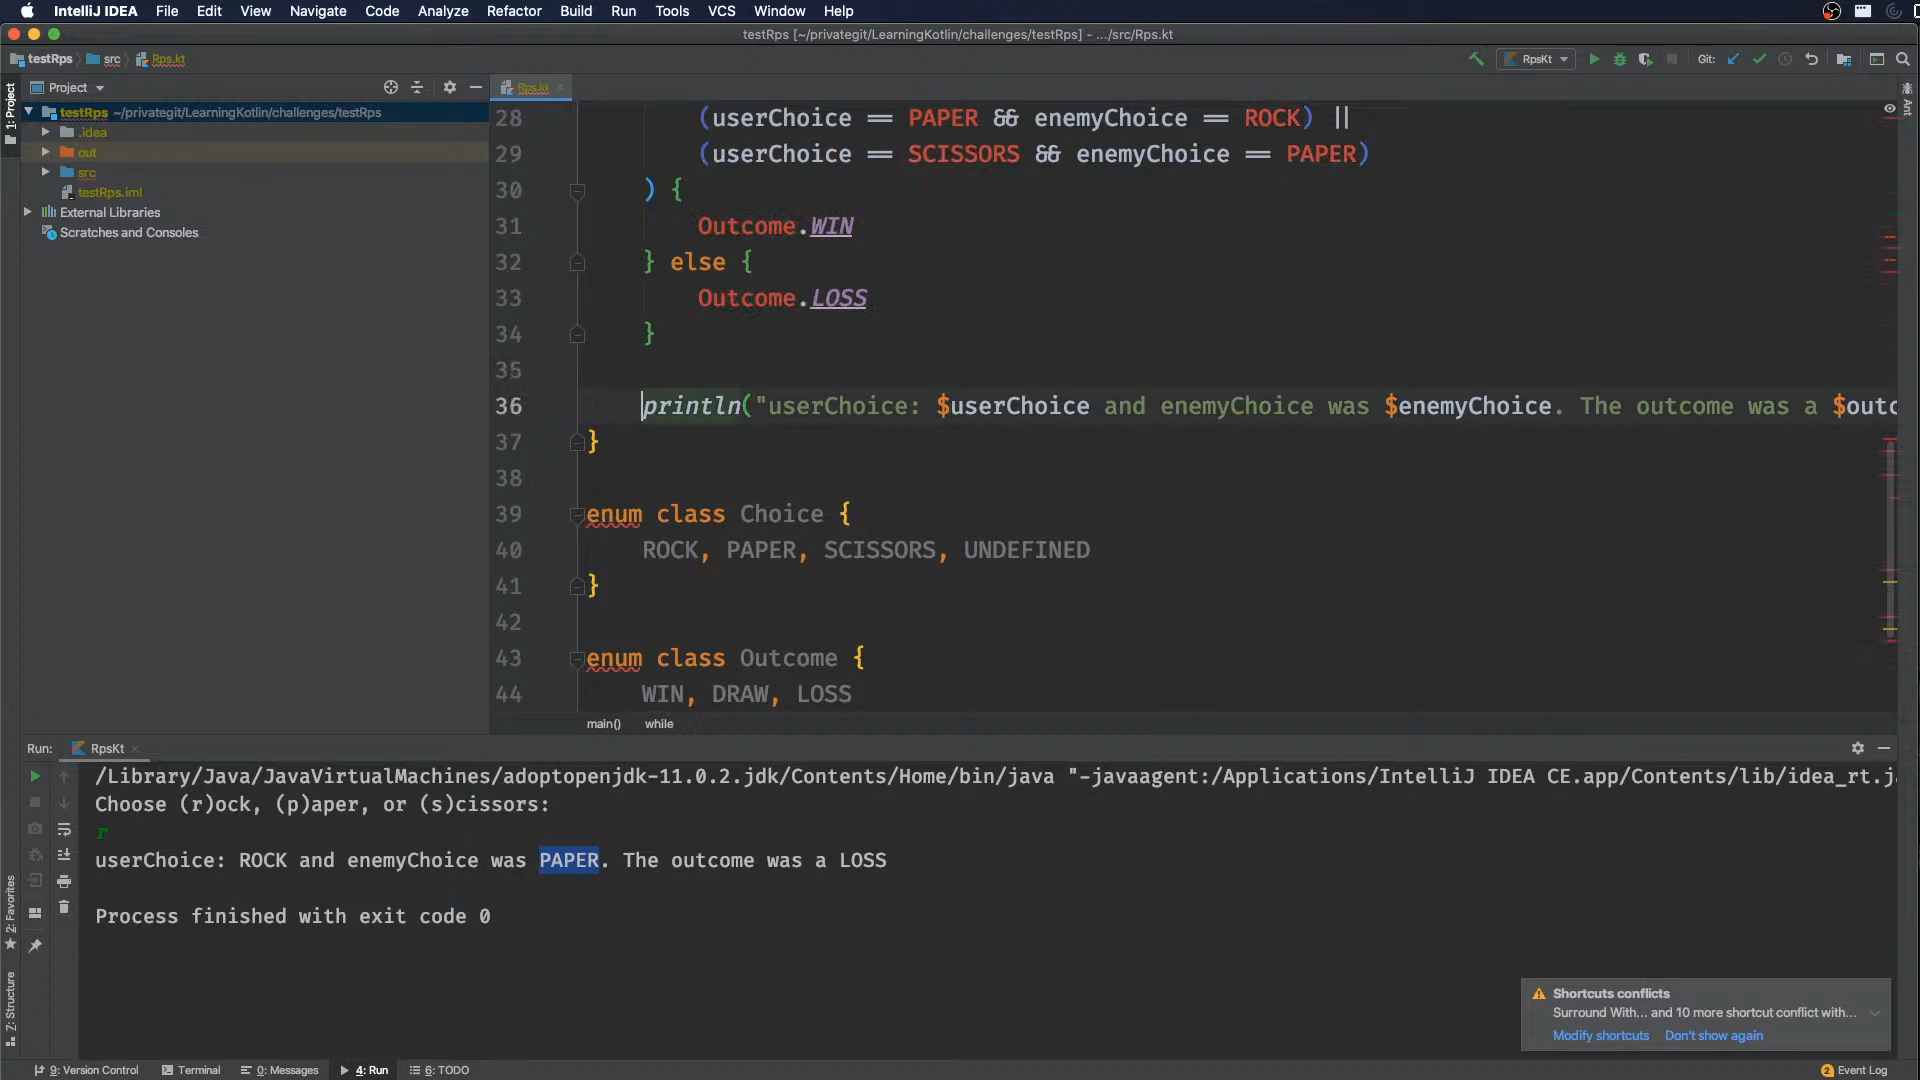 IntelliJ IDEA File Edit View Navigate Code Analyze Refactor Build Run Tools VCS Window Help
testRps [~/privategit/LearningKotlin/challenges/testRps] - .../src/Rps.kt
testRps src Rps.kt RpsKt Git:
1: Project
Project
Rps.kt
Ant
testRps ~/privategit/LearningKotlin/challenges/testRps
.idea
out
src
testRps.iml
External Libraries
Scratches and Consoles
28 (userChoice == PAPER && enemyChoice == ROCK) ||
29 (userChoice == SCISSORS && enemyChoice == PAPER)
30 ) {
31 Outcome.WIN
32 } else {
33 Outcome.LOSS
34 }
35
36 println("userChoice: $userChoice and enemyChoice was $enemyChoice. The outcome was a $outc
37 }
38
39 enum class Choice {
40 ROCK, PAPER, SCISSORS, UNDEFINED
41 }
42
43 enum class Outcome {
44 WIN, DRAW, LOSS
main() while
Run: RpsKt
/Library/Java/JavaVirtualMachines/adoptopenjdk-11.0.2.jdk/Contents/Home/bin/java "-javaagent:/Applications/IntelliJ IDEA CE.app/Contents/lib/idea_rt.ja
Choose (r)ock, (p)aper, or (s)cissors:
r
userChoice: ROCK and enemyChoice was PAPER. The outcome was a LOSS
Process finished with exit code 0
2: Favorites
Z: Structure
Shortcuts conflicts
Surround With... and 10 more shortcut conflict with...
Modify shortcuts Don't show again
9: Version Control Terminal 0: Messages 4: Run 6: TODO 2 Event Log